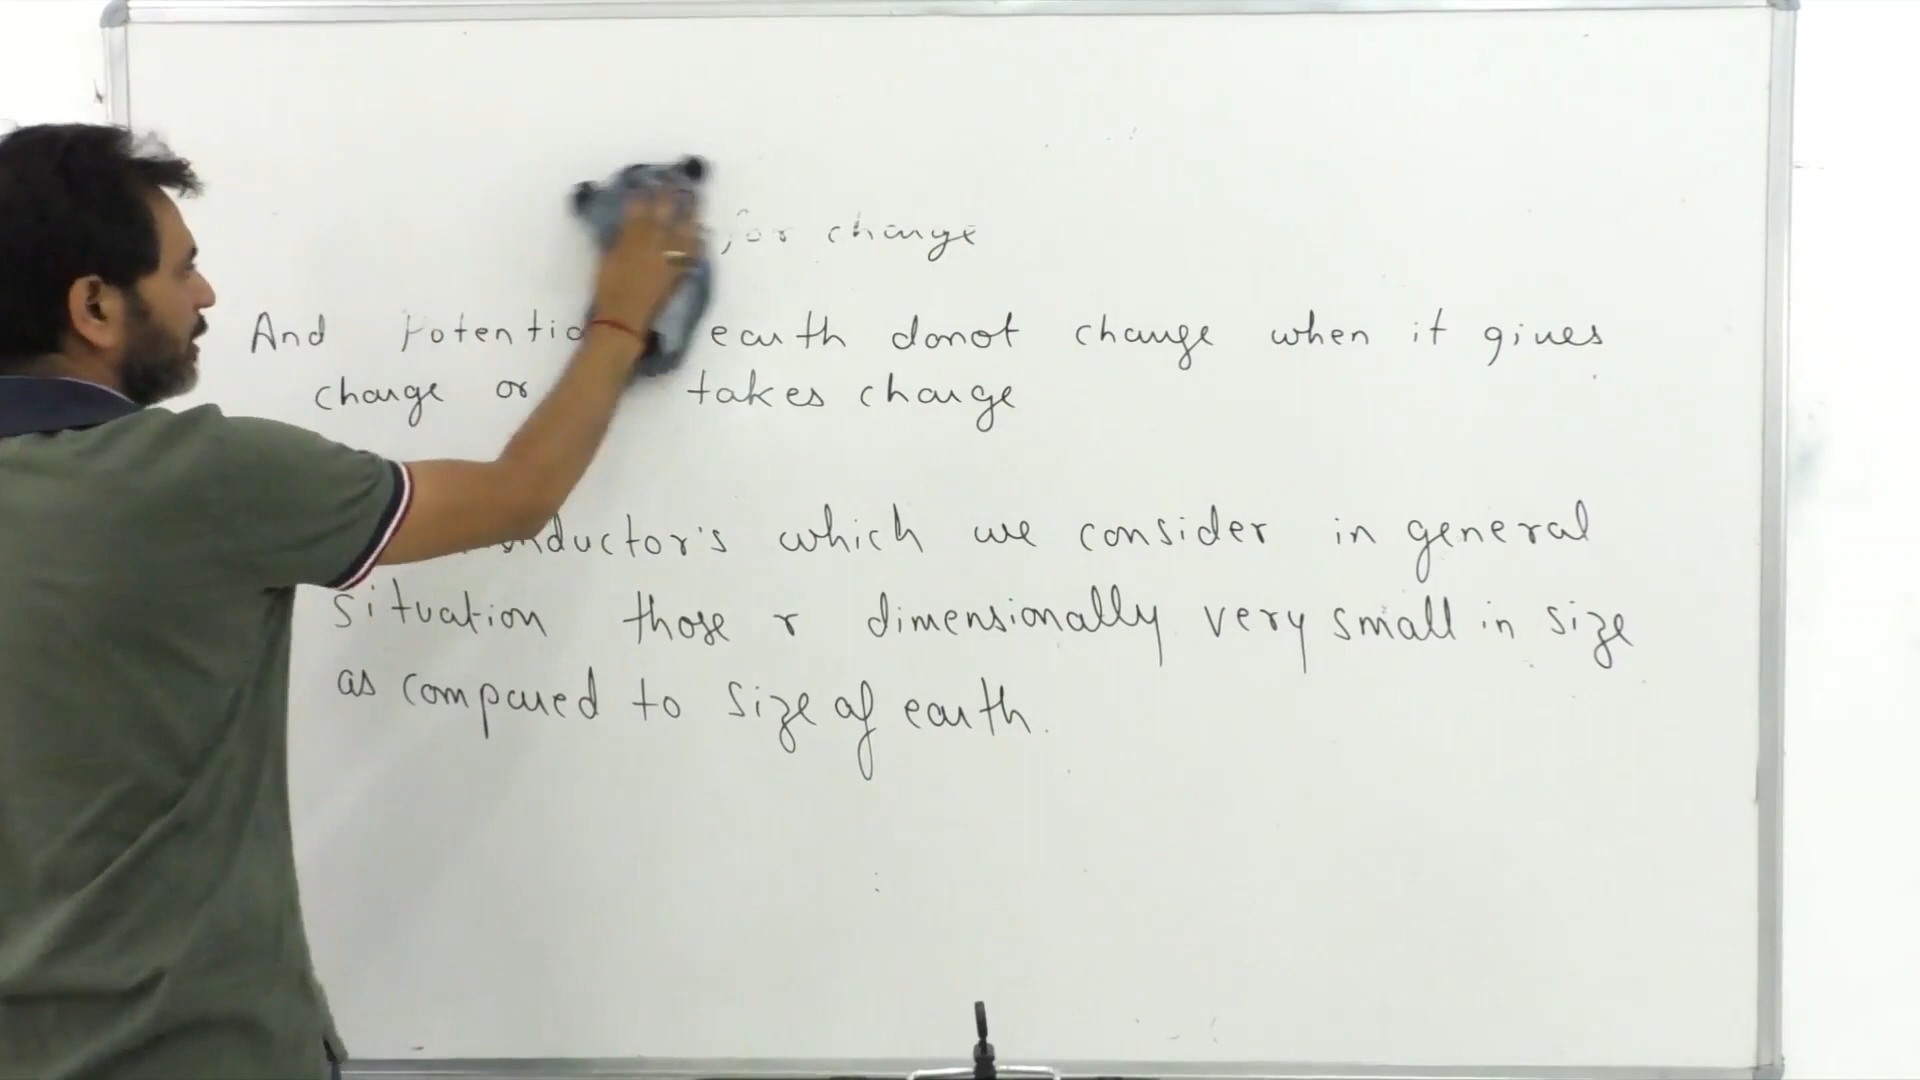 for charge
And Potentia earth donot change when it gives
charge or takes charge
nductor's which we consider in general
situation those r dimensionally very small in size
as compared to size of earth.